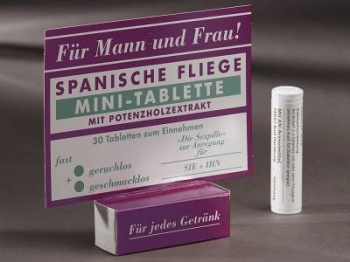 Für Mann und Frau!
SPANISCHE FLIEGE
MINI-TABLETTE
MIT POTENZHOLZEXTRAKT
30 Tabletten zum Einnehmen
fast
geruchlos
+
geschmacklos
»Die Sexpille«
zur Anregung
für
SIE + IHN
Für jedes Getränk